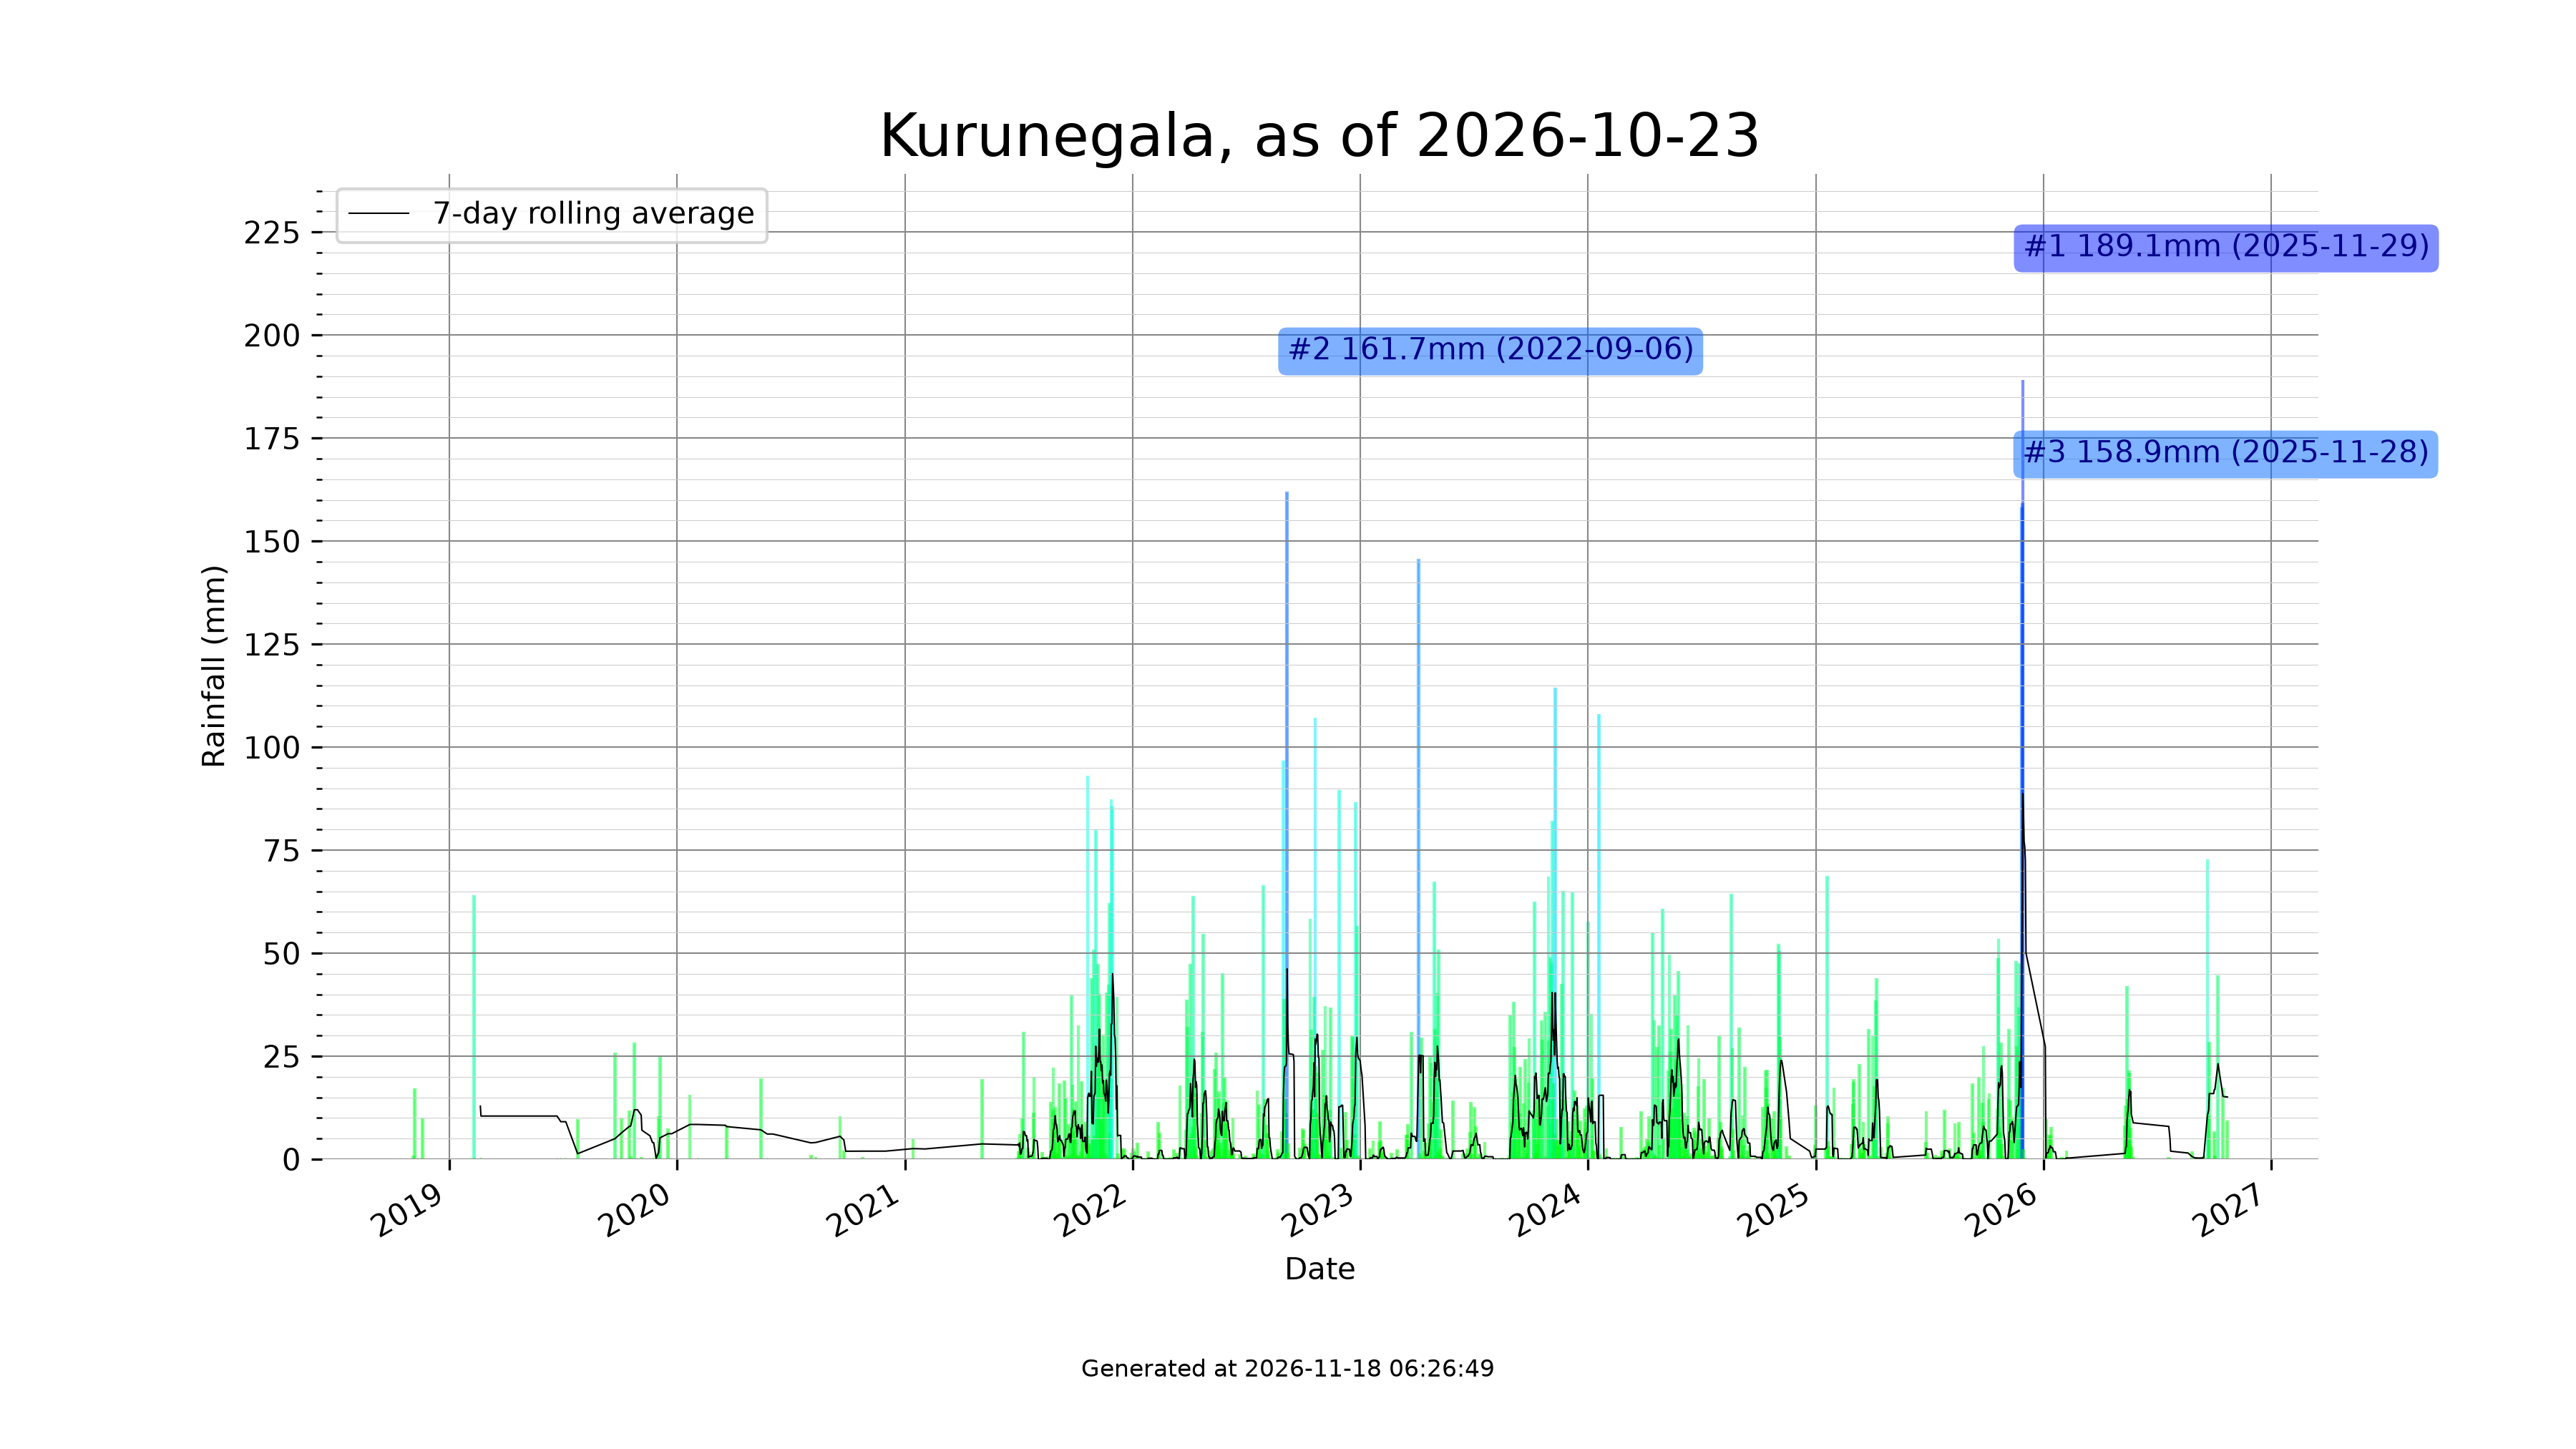 Kurunegala, as of 2026-10-23
7-day rolling average
#1 189.1mm (2025-11-29)
#2 161.7mm (2022-09-06)
#3 158.9mm (2025-11-28)
Rainfall (mm)
225
200
175
150
125
100
75
50
25
0
2019
2020
2021
2022
2023
2024
2025
2026
2027
Date
Generated at 2026-11-18 06:26:49